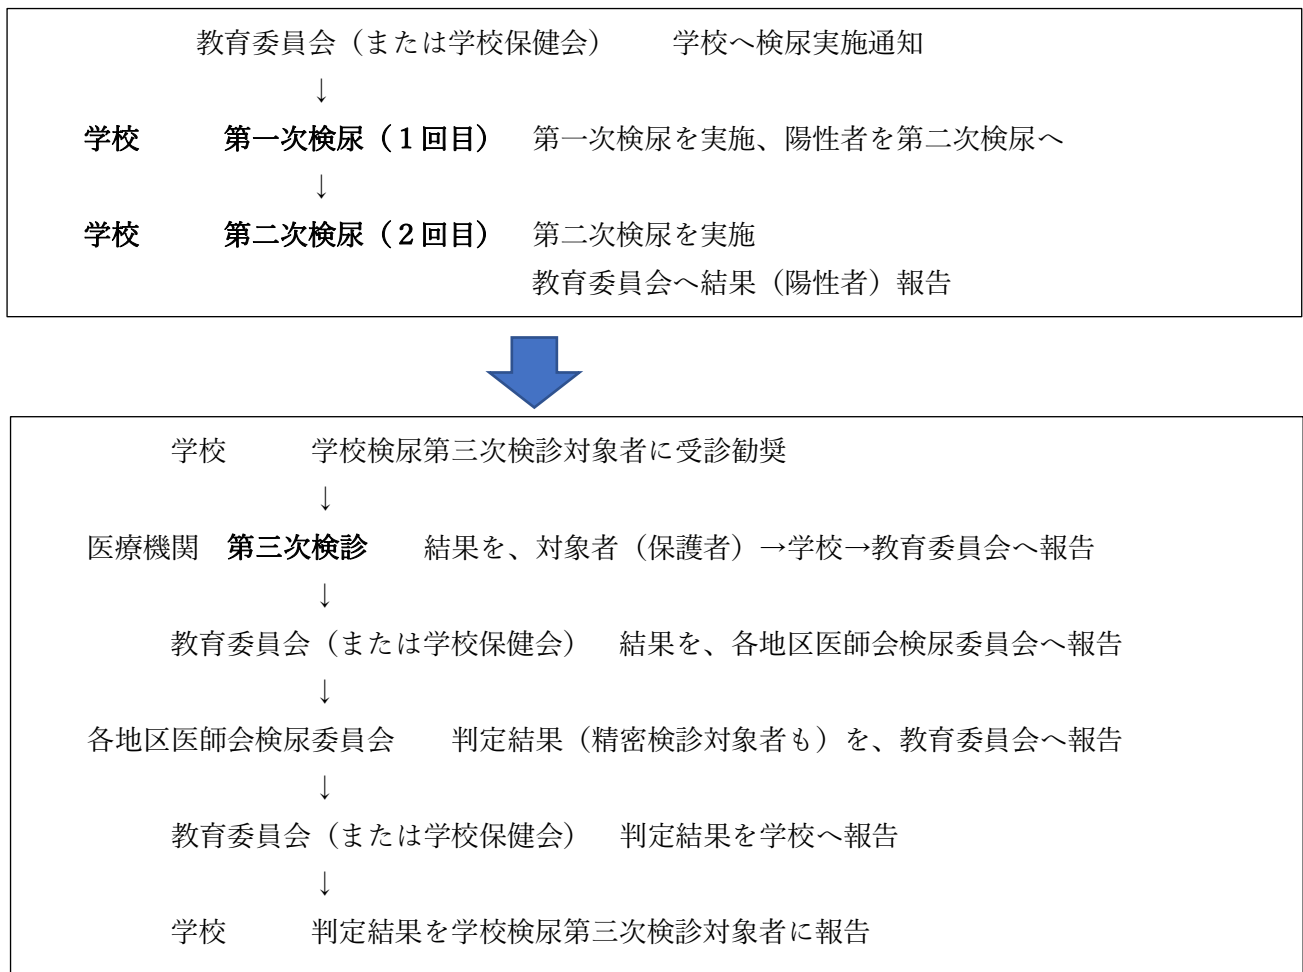 教育委員会（または学校保健会）　学校へ検尿実施通知
↓
学校　第一次検尿（１回目）　第一次検尿を実施、陽性者を第二次検尿へ
↓
学校　第二次検尿（２回目）　第二次検尿を実施
教育委員会へ結果（陽性者）報告
学校　学校検尿第三次検診対象者に受診勧奨
↓
医療機関　第三次検診　結果を、対象者（保護者）→学校→教育委員会へ報告
↓
教育委員会（または学校保健会）　結果を、各地区医師会検尿委員会へ報告
↓
各地区医師会検尿委員会　判定結果（精密検診対象者も）を、教育委員会へ報告
↓
教育委員会（または学校保健会）　判定結果を学校へ報告
↓
学校　判定結果を学校検尿第三次検診対象者に報告